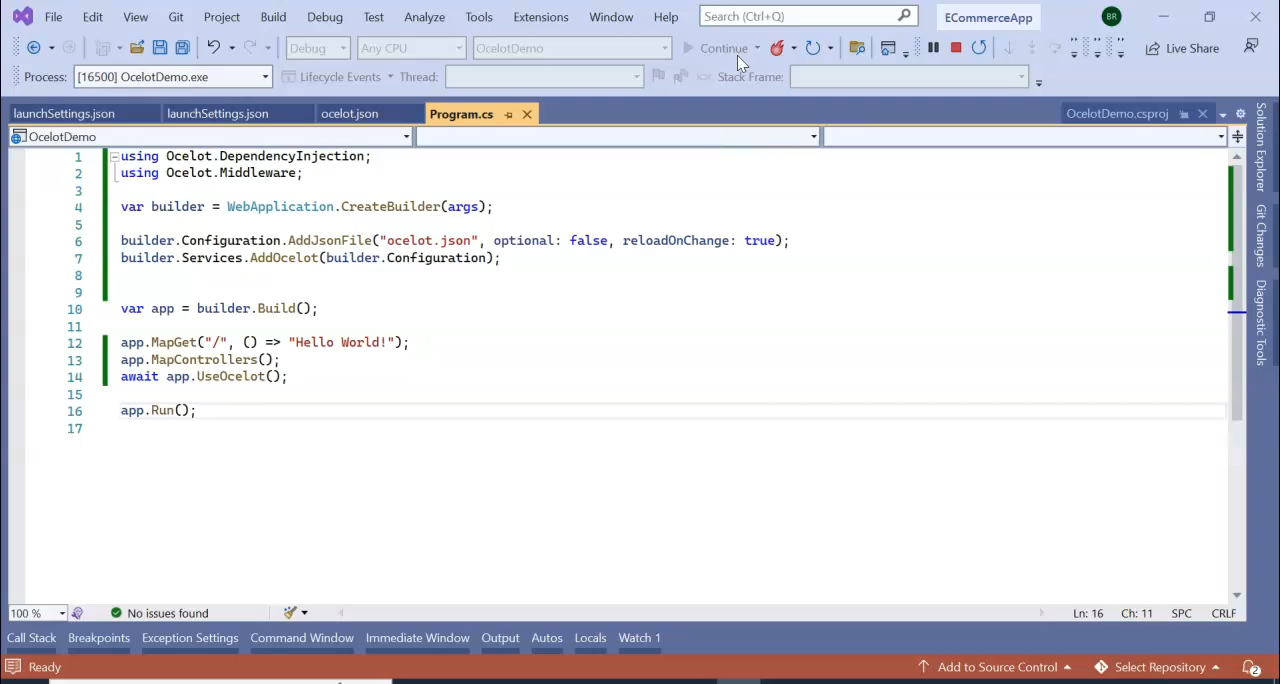 File Edit View Git Project Build Debug Test Analyze Tools Extensions Window Help Search (Ctrl+Q) ECommerceApp BR
Debug Any CPU OcelotDemo Continue Live Share
Process: [16500] OcelotDemo.exe Lifecycle Events Thread: Stack Frame:
launchSettings.json launchSettings.json ocelot.json Program.cs OcelotDemo.csproj
OcelotDemo
1 using Ocelot.DependencyInjection;
2 using Ocelot.Middleware;
3
4 var builder = WebApplication.CreateBuilder(args);
5
6 builder.Configuration.AddJsonFile("ocelot.json", optional: false, reloadOnChange: true);
7 builder.Services.AddOcelot(builder.Configuration);
8
9
10 var app = builder.Build();
11
12 app.MapGet("/", () => "Hello World!");
13 app.MapControllers();
14 await app.UseOcelot();
15
16 app.Run();
17
Solution Explorer
Git Changes
Diagnostic Tools
100 % No issues found Ln: 16 Ch: 11 SPC CRLF
Call Stack Breakpoints Exception Settings Command Window Immediate Window Output Autos Locals Watch 1
Ready Add to Source Control Select Repository 2